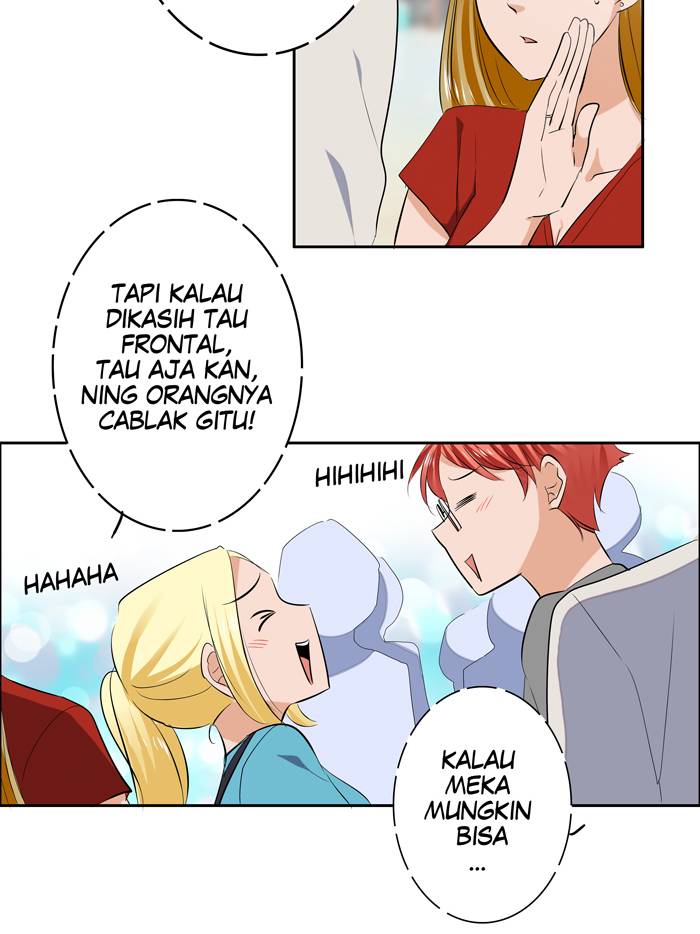 TAPI KALAU
DIKASIH TAU
FRONTAL,
TAU AJA KAN,
NING ORANGNYA
CABLAK GITU!
HIHIHIHI
HAHAHA
KALAU
MEKA
MUNGKIN
BISA
...